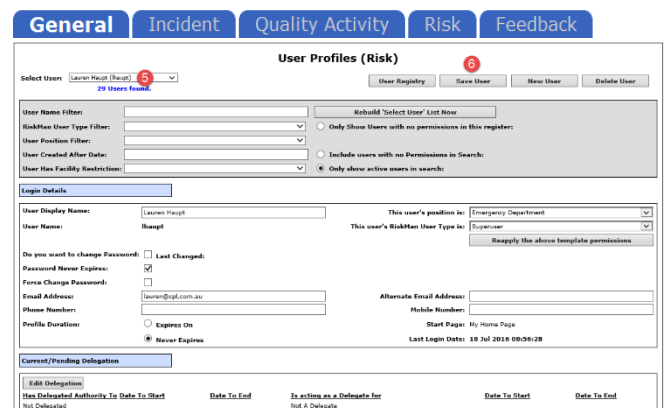 General Incident Quality Activity Risk Feedback
User Profiles (Risk)
6
Select User: Lauren Haupt (lhaupt) 5
29 Users found.
User Registry Save User New User Delete User
User Name Filter: Rebuild 'Select User' List Now
RiskMan User Type Filter: Only Show Users with no permissions in this register:
User Position Filter:
User Created After Date: Include users with no Permissions in Search:
User Has Facility Restriction: Only show active users in search:
Login Details
User Display Name: Lauren Haupt This user's position is: Emergency Department
User Name: lhaupt This user's RiskMan User Type is: Superuser
Reapply the above template permissions
Do you want to change Password: Last Changed:
Password Never Expires:
Force Change Password:
Email Address: lauren@cpl.com.au Alternate Email Address:
Phone Number: Mobile Number:
Profile Duration: Expires On Start Page: My Home Page
Never Expires Last Login Date: 18 Jul 2016 08:56:28
Current/Pending Delegation
Edit Delegation
Has Delegated Authority To Date To Start Date To End Is acting as a Delegate for Date To Start Date To End
Not Delegated Not A Delegate